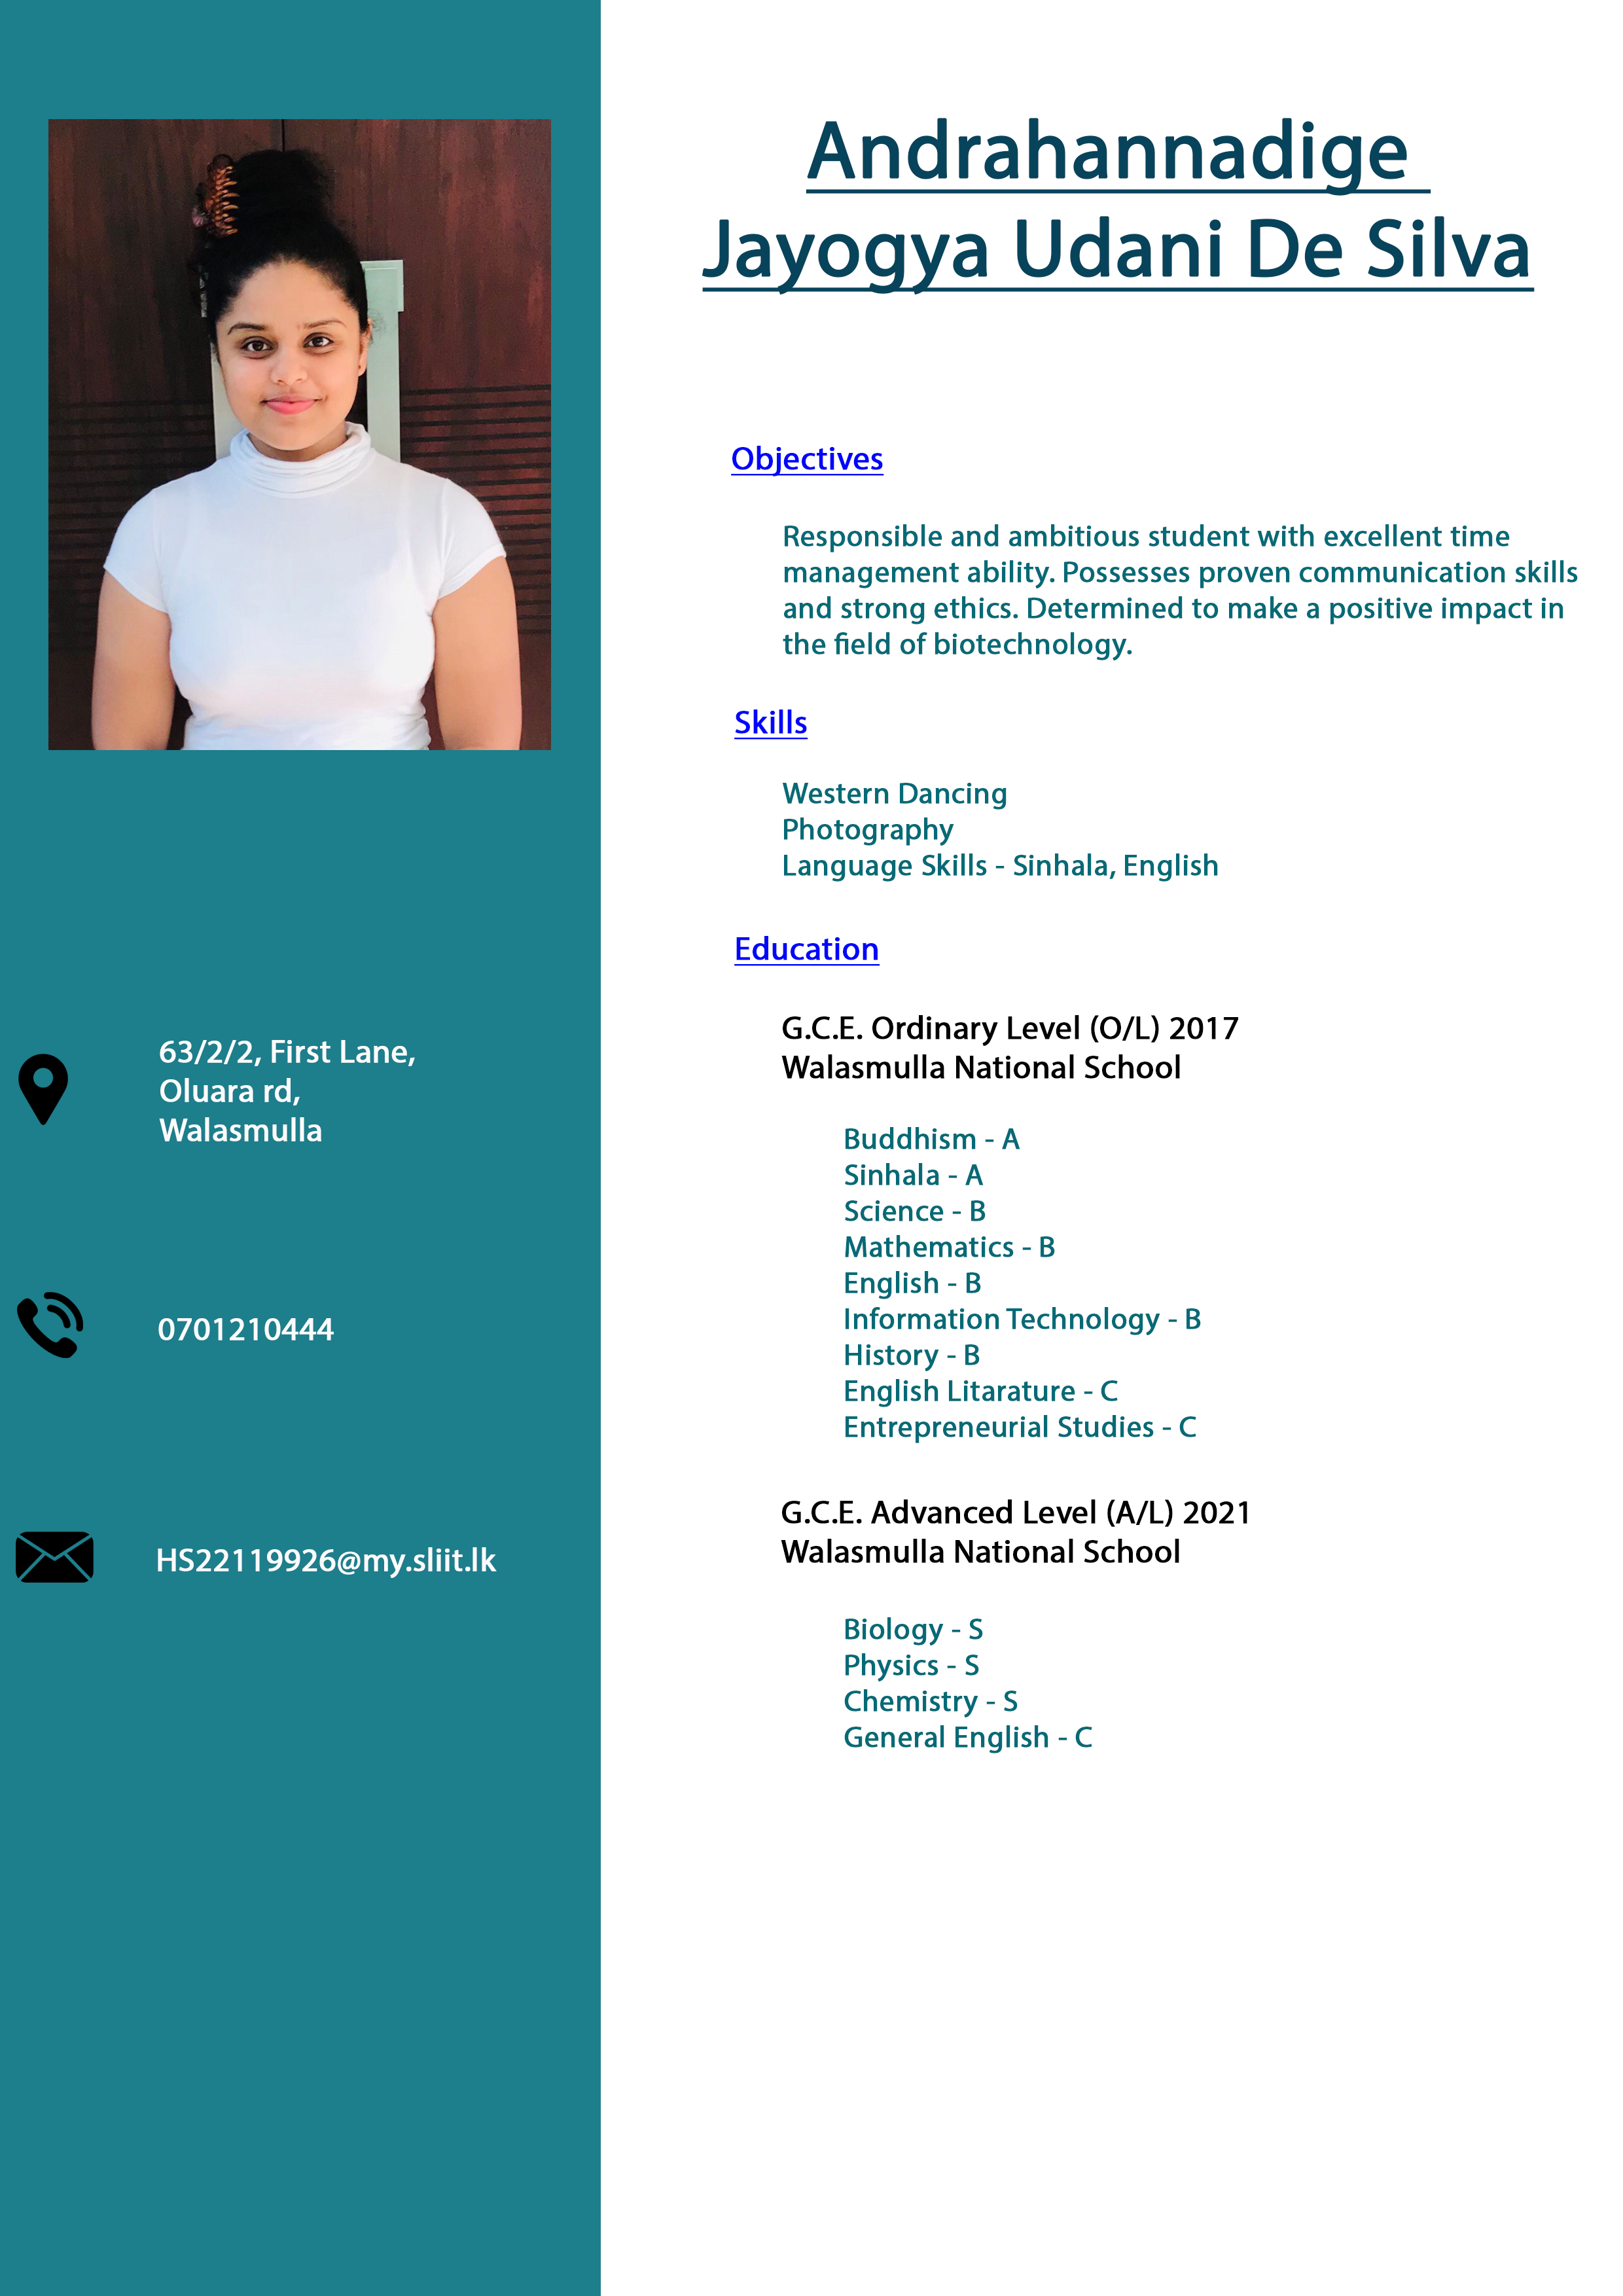 Andrahannadige
Jayogya Udani De Silva
Objectives
Responsible and ambitious student with excellent time
management ability. Possesses proven communication skills
and strong ethics. Determined to make a positive impact in
the field of biotechnology.
Skills
Western Dancing
Photography
Language Skills - Sinhala, English
Education
G.C.E. Ordinary Level (O/L) 2017
Walasmulla National School
Buddhism - A
Sinhala - A
Science - B
Mathematics - B
English - B
Information Technology - B
History - B
English Litarature - C
Entrepreneurial Studies - C
G.C.E. Advanced Level (A/L) 2021
Walasmulla National School
Biology - S
Physics - S
Chemistry - S
General English - C
63/2/2, First Lane,
Oluara rd,
Walasmulla
0701210444
HS22119926@my.sliit.lk